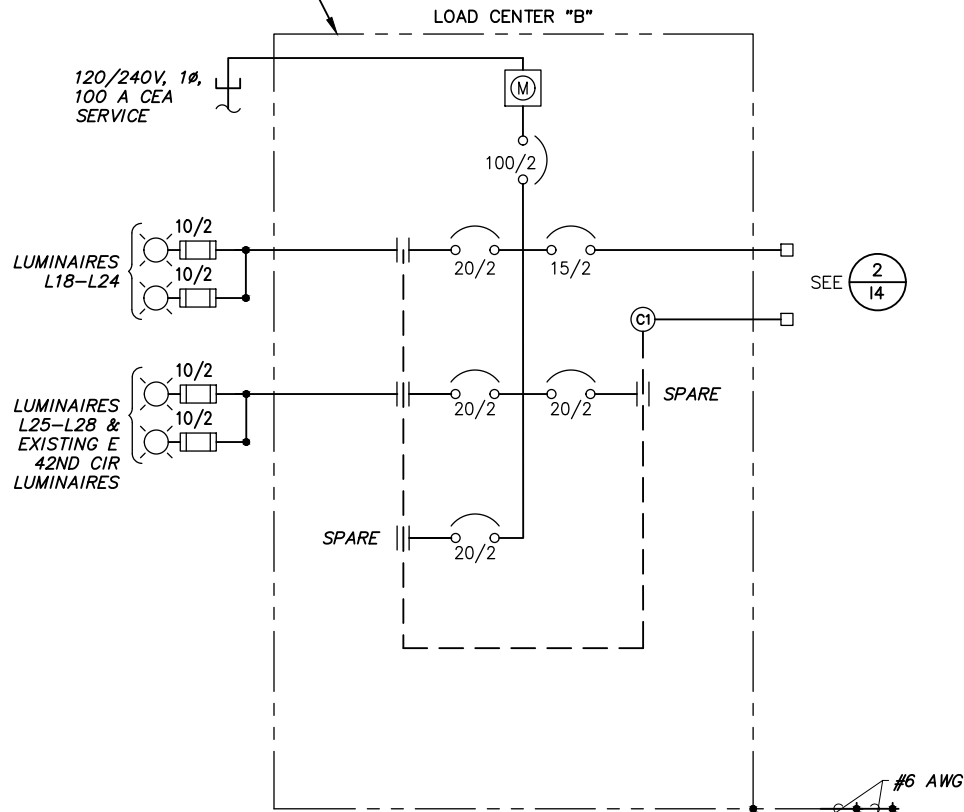 LOAD CENTER "B"
120/240V, 1ø,
100 A CEA
SERVICE
M
100/2
10/2
10/2
LUMINAIRES
L18-L24
20/2
15/2
SEE
2
14
C1
10/2
10/2
LUMINAIRES
L25-L28 &
EXISTING E
42ND CIR
LUMINAIRES
20/2
20/2
SPARE
SPARE
20/2
#6 AWG